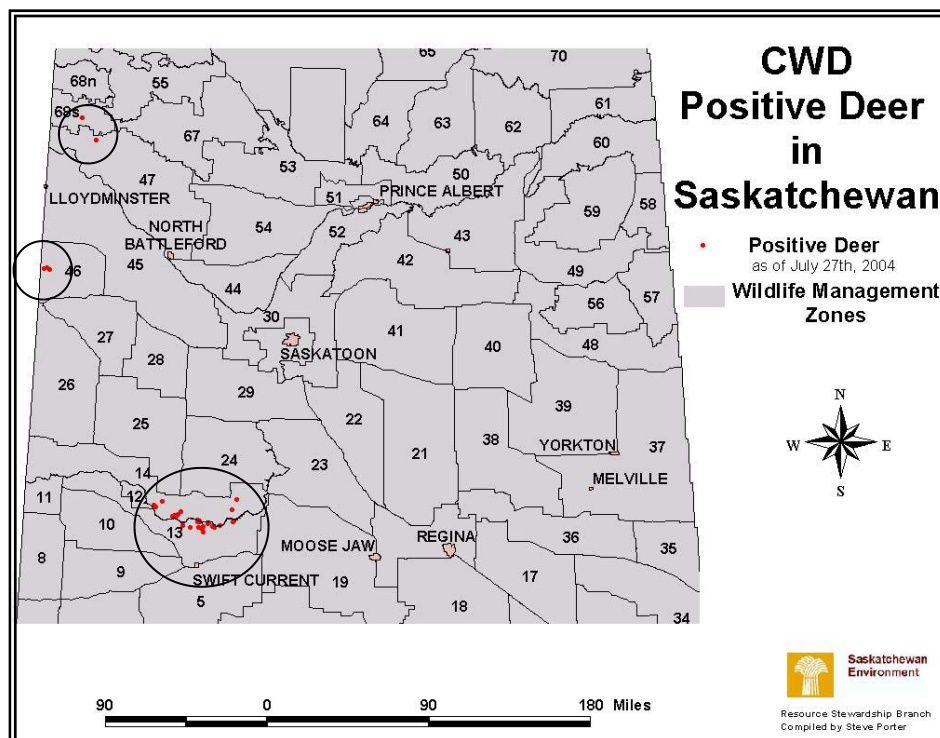 CWD
Positive Deer
in
Saskatchewan
Positive Deer
as of July 27th, 2004
Wildlife Management
Zones
65
70
68n
55
61
68s
64
63
62
67
60
53
50
47
51
PRINCE ALBERT
59
58
LLOYDMINSTER
NORTH
BATTLEFORD
54
52
43
46
45
42
49
44
56
57
30
27
41
48
28
SASKATOON
40
26
29
39
25
22
38
21
YORKTON
37
24
23
14
MELVILLE
11
12
10
13
MOOSE JAW
REGINA
36
35
8
9
SWIFT CURRENT
19
17
5
18
34
N
W
E
S
90 0 90 180 Miles
Saskatchewan
Environment
Resource Stewardship Branch
Compiled by Steve Porter